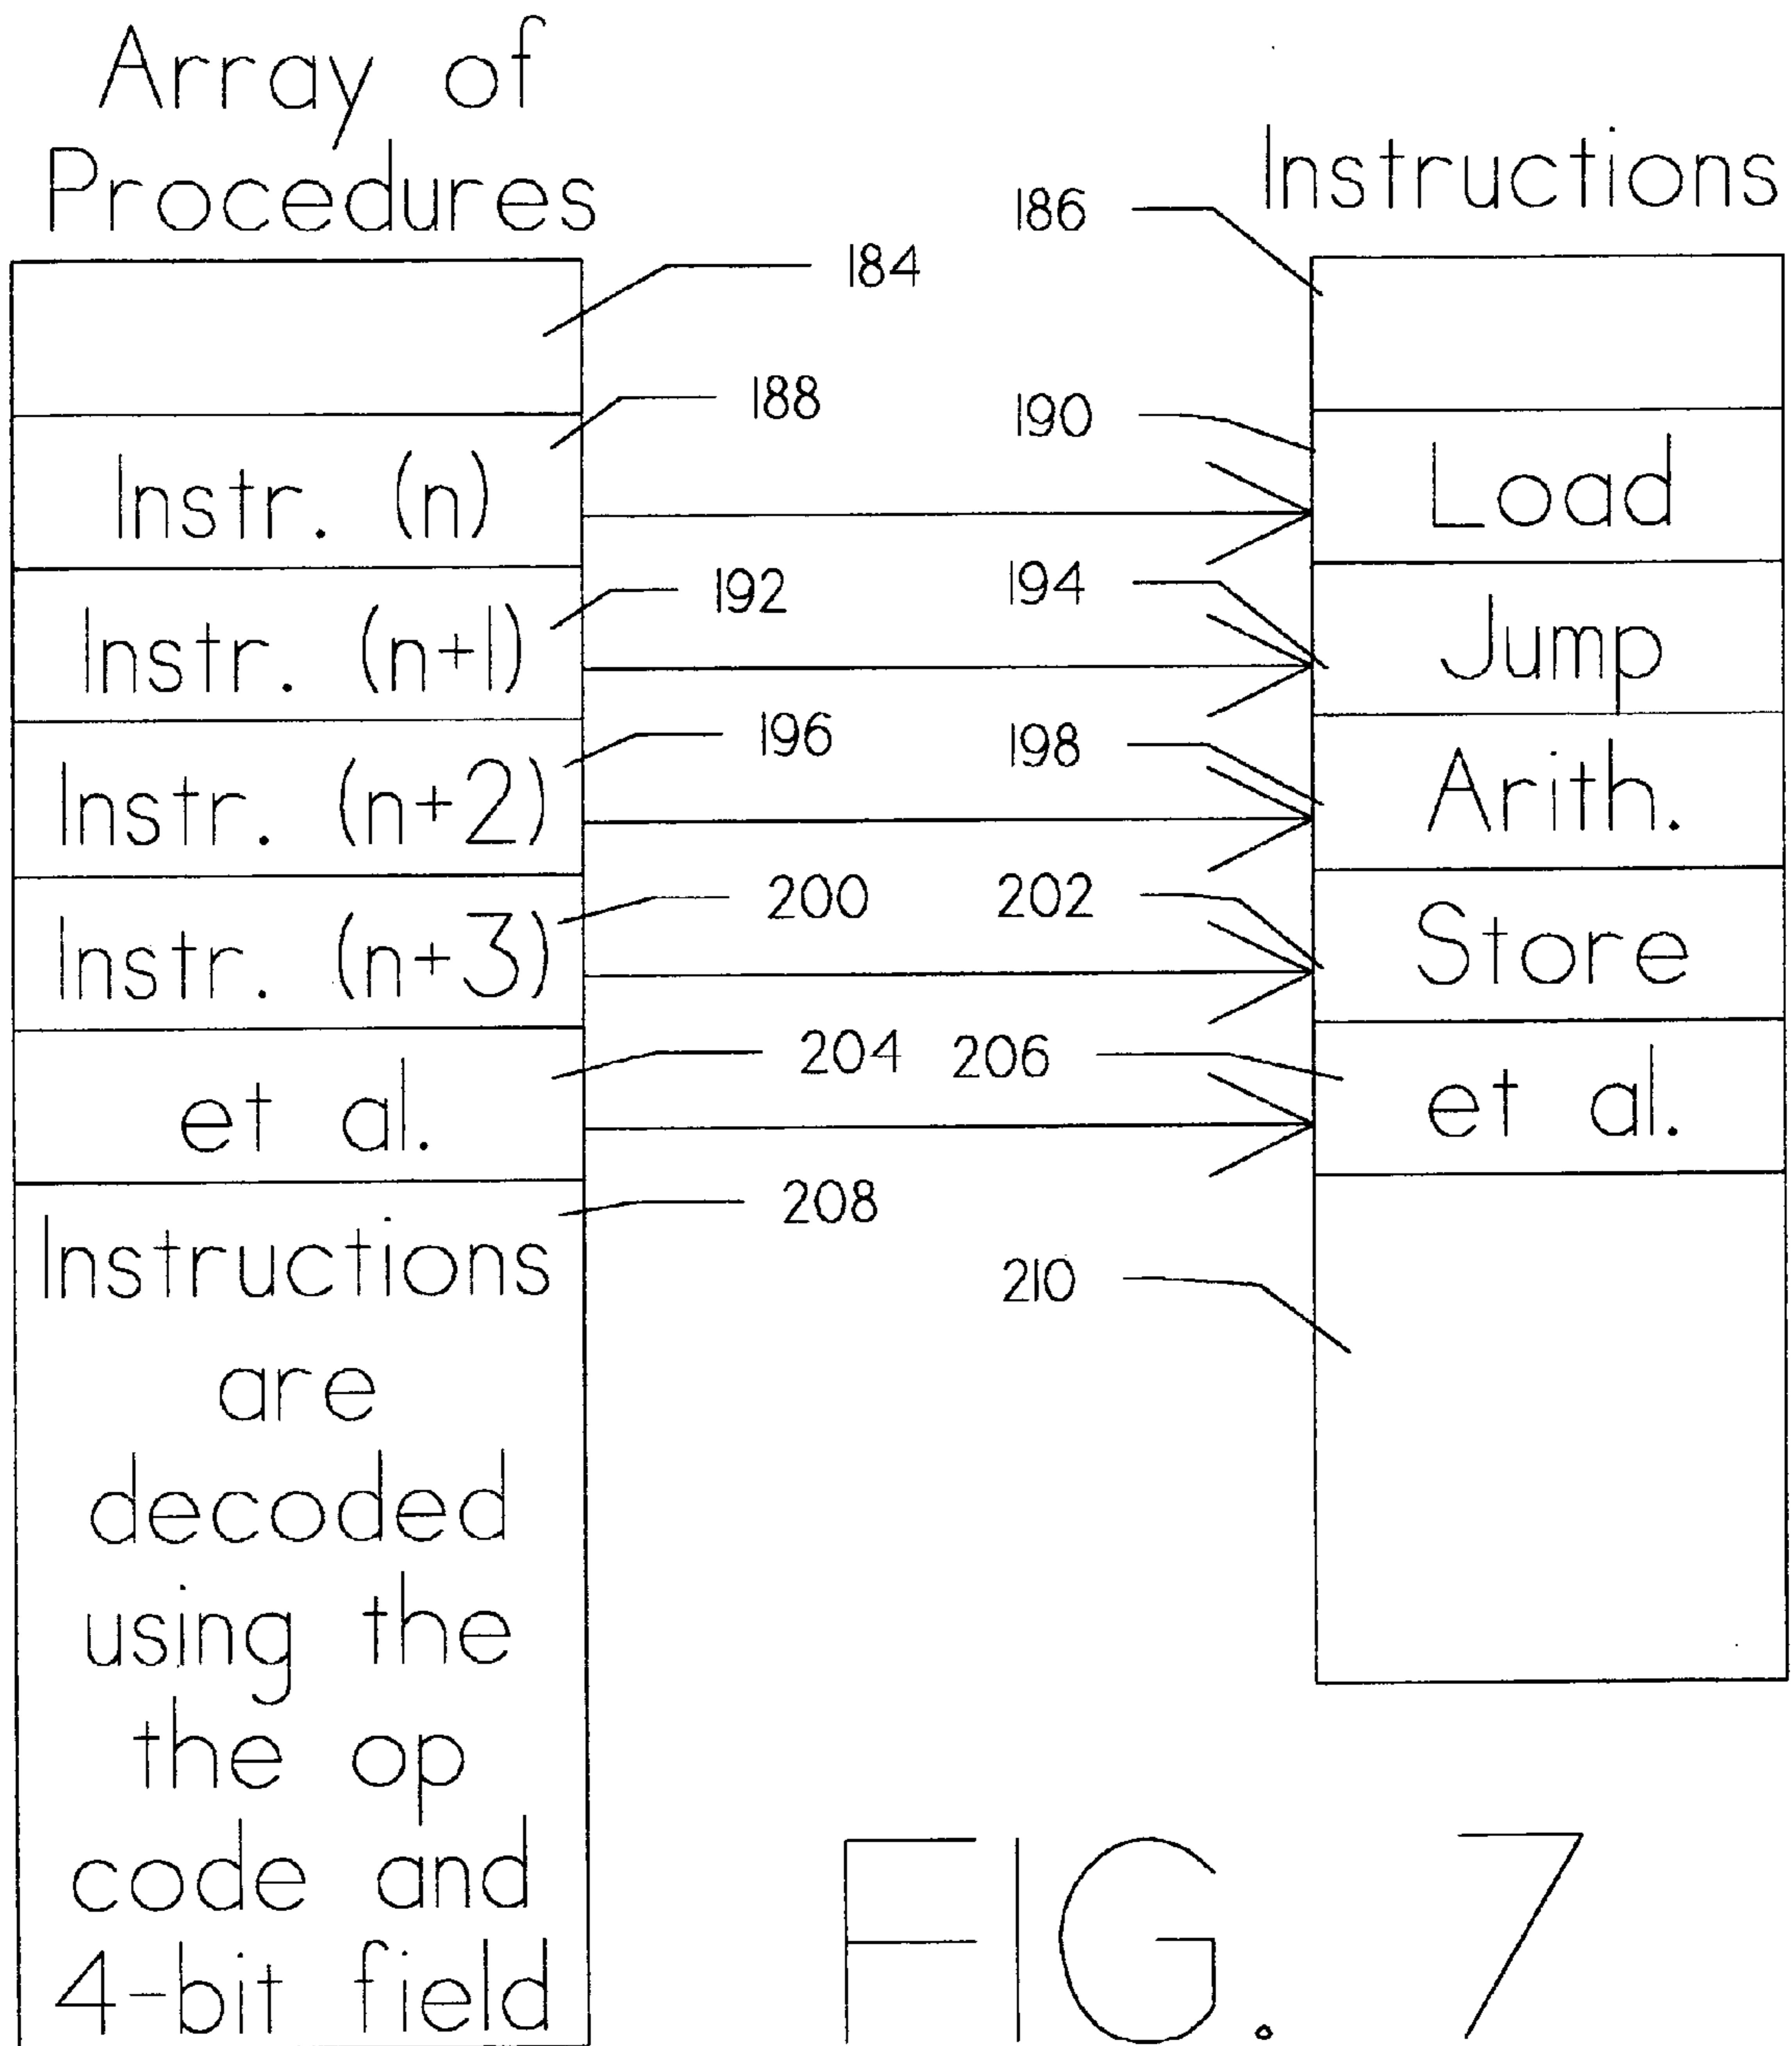 Array of
Procedures
Instructions
186
184
188
190
Instr. (n)
Load
192
194
Instr. (n+1)
Jump
196
198
Instr. (n+2)
Arith.
200
202
Instr. (n+3)
Store
204
206
et al.
et al.
208
210
Instructions
are
decoded
using the
the op
code and
4-bit field
FIG. 7